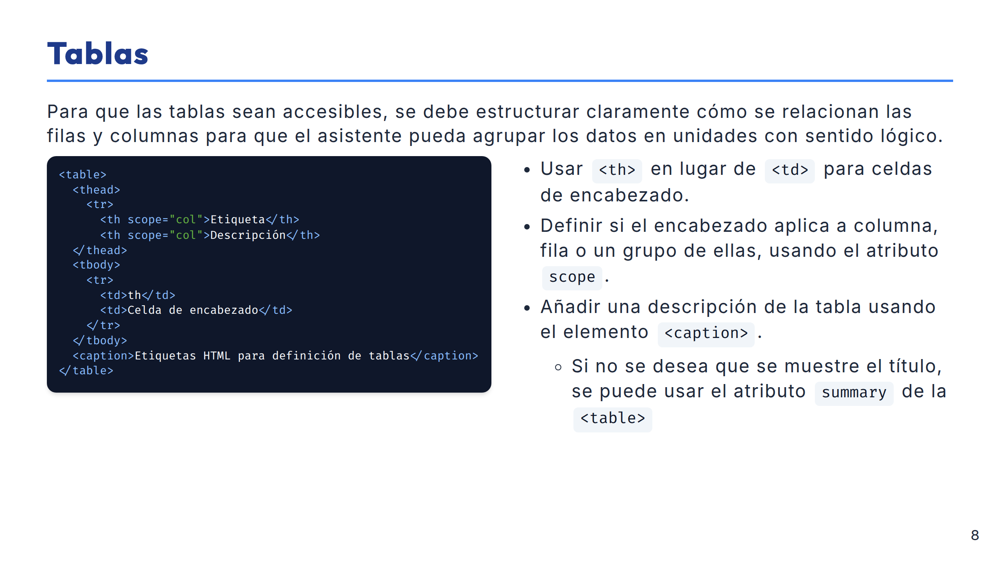 Tablas
Para que las tablas sean accesibles, se debe estructurar claramente cómo se relacionan las
filas y columnas para que el asistente pueda agrupar los datos en unidades con sentido lógico.
<table>
  <thead>
    <tr>
      <th scope="col">Etiqueta</th>
      <th scope="col">Descripción</th>
  </thead>
  <tbody>
    <tr>
      <td>th</td>
      <td>Celda de encabezado</td>
    </tr>
  </tbody>
  <caption>Etiquetas HTML para definición de tablas</caption>
</table>
• Usar <th> en lugar de <td> para celdas
de encabezado.
• Definir si el encabezado aplica a columna,
fila o un grupo de ellas, usando el atributo
scope.
• Añadir una descripción de la tabla usando
el elemento <caption>.
◦ Si no se desea que se muestre el título,
se puede usar el atributo summary de la
<table>
8